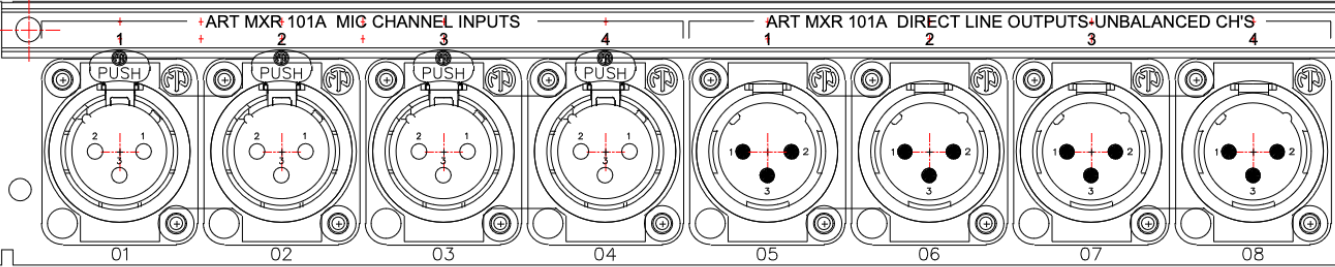 ART MXR 101A MIC CHANNEL INPUTS ART MXR 101A DIRECT LINE OUTPUTS-UNBALANCED CH'S
1 2 3 4 1 2 3 4
PUSH PUSH PUSH PUSH
2 1 2 1 2 1 2 1 1 2 1 2 1 2 1 2
3 3 3 3 3 3 3 3
01 02 03 04 05 06 07 08